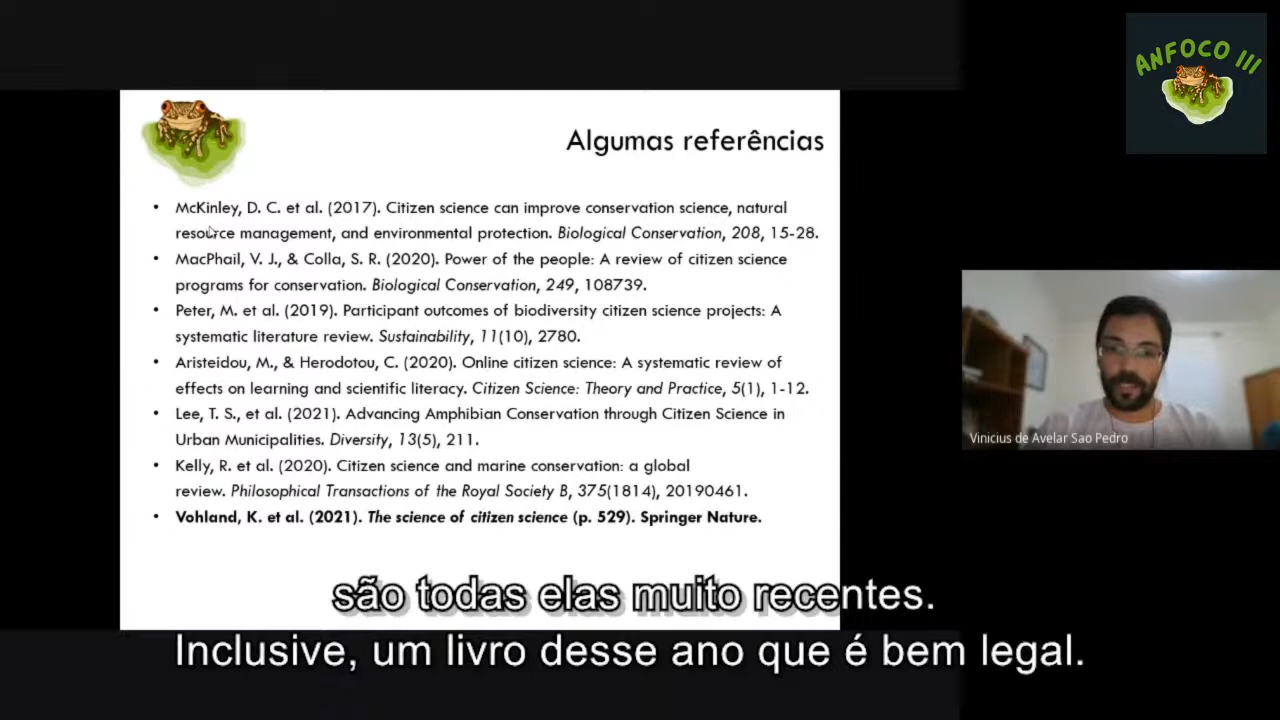 ANFOCO III
Algumas referências
• McKinley, D. C. et al. (2017). Citizen science can improve conservation science, natural
resource management, and environmental protection. Biological Conservation, 208, 15-28.
• MacPhail, V. J., & Colla, S. R. (2020). Power of the people: A review of citizen science
programs for conservation. Biological Conservation, 249, 108739.
• Peter, M. et al. (2019). Participant outcomes of biodiversity citizen science projects: A
systematic literature review. Sustainability, 11(10), 2780.
• Aristeidou, M., & Herodotou, C. (2020). Online citizen science: A systematic review of
effects on learning and scientific literacy. Citizen Science: Theory and Practice, 5(1), 1-12.
• Lee, T. S., et al. (2021). Advancing Amphibian Conservation through Citizen Science in
Urban Municipalities. Diversity, 13(5), 211.
• Kelly, R. et al. (2020). Citizen science and marine conservation: a global
review. Philosophical Transactions of the Royal Society B, 375(1814), 20190461.
• Vohland, K. et al. (2021). The science of citizen science (p. 529). Springer Nature.
Vinicius de Avelar Sao Pedro
são todas elas muito recentes.
Inclusive, um livro desse ano que é bem legal.